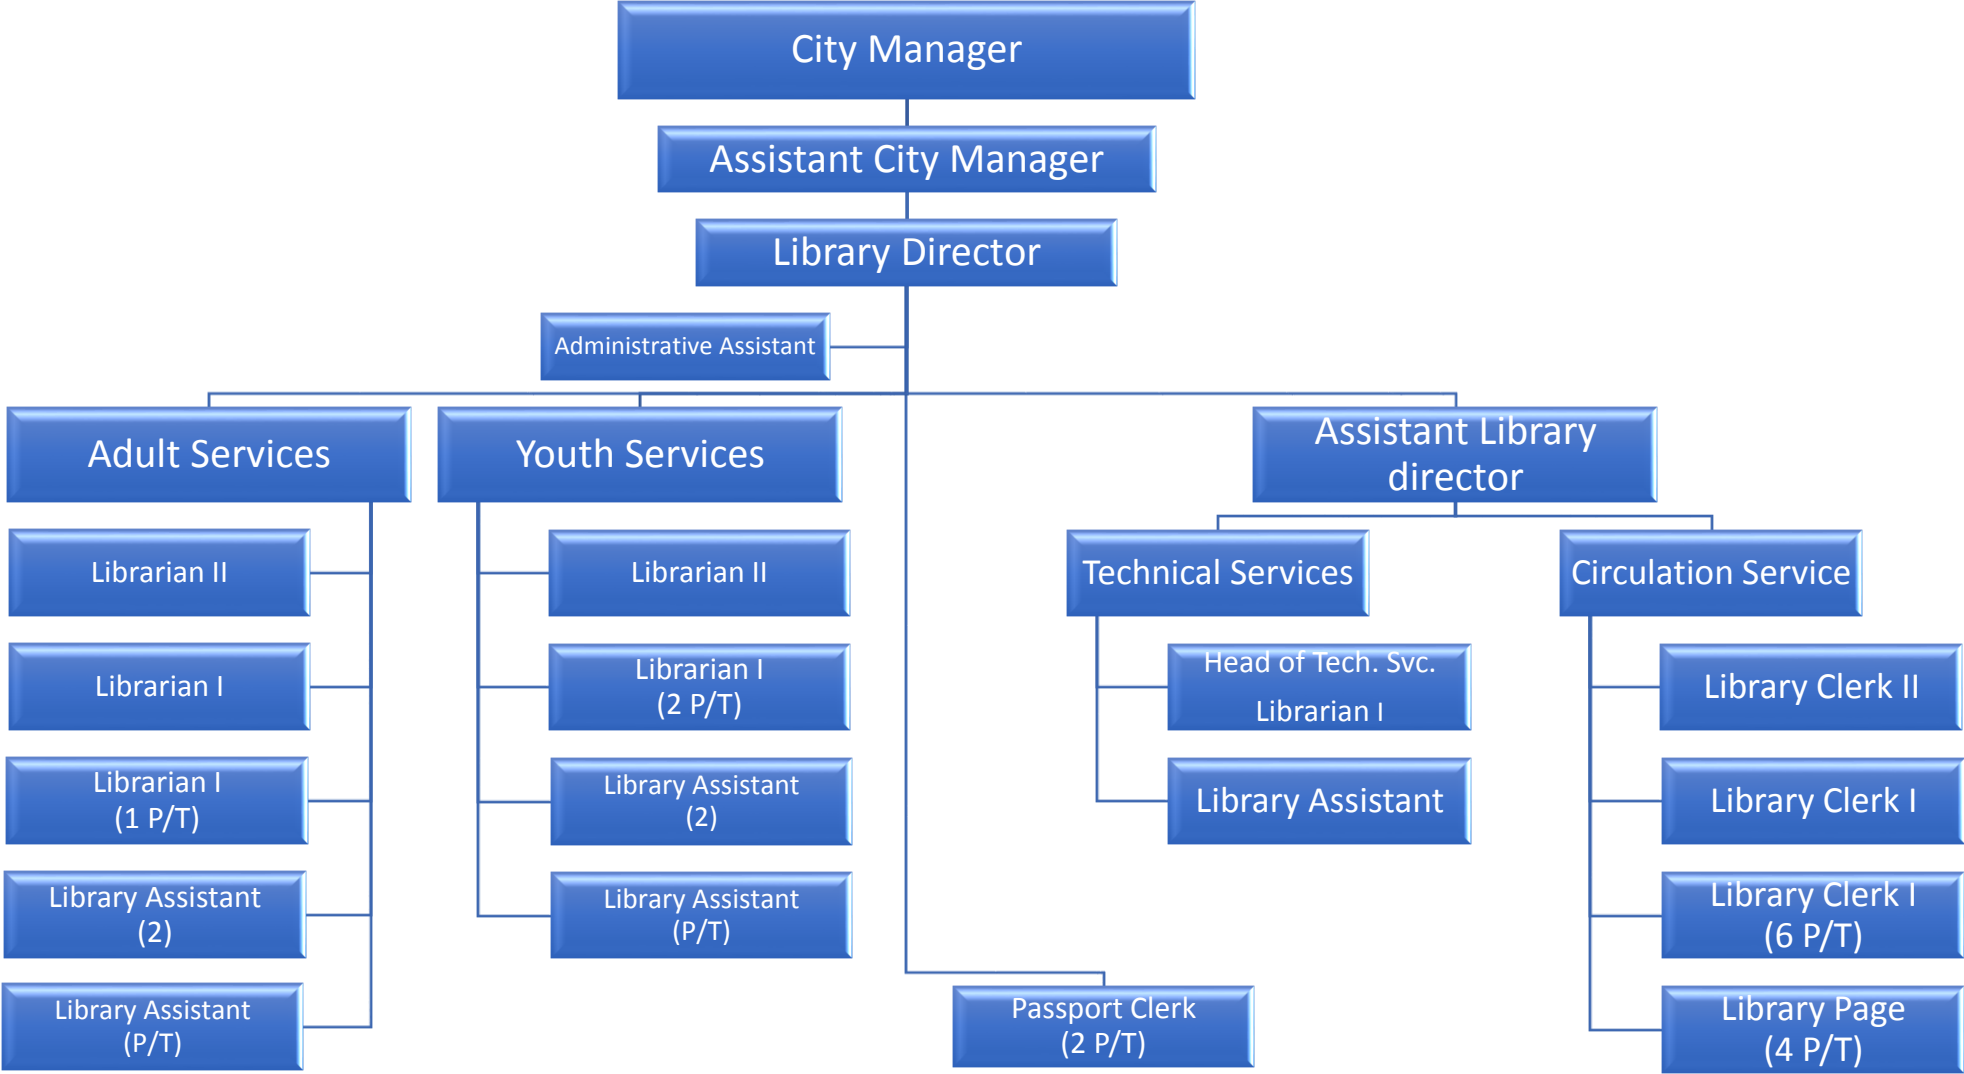 City Manager
Assistant City Manager
Library Director
Administrative Assistant
Adult Services
Librarian II
Librarian I
Librarian I
(1 P/T)
Library Assistant
(2)
Library Assistant
(P/T)
Youth Services
Librarian II
Librarian I
(2 P/T)
Library Assistant
(2)
Library Assistant
(P/T)
Passport Clerk
(2 P/T)
Assistant Library
director
Technical Services
Head of Tech. Svc.
Librarian I
Library Assistant
Circulation Service
Library Clerk II
Library Clerk I
Library Clerk I
(6 P/T)
Library Page
(4 P/T)